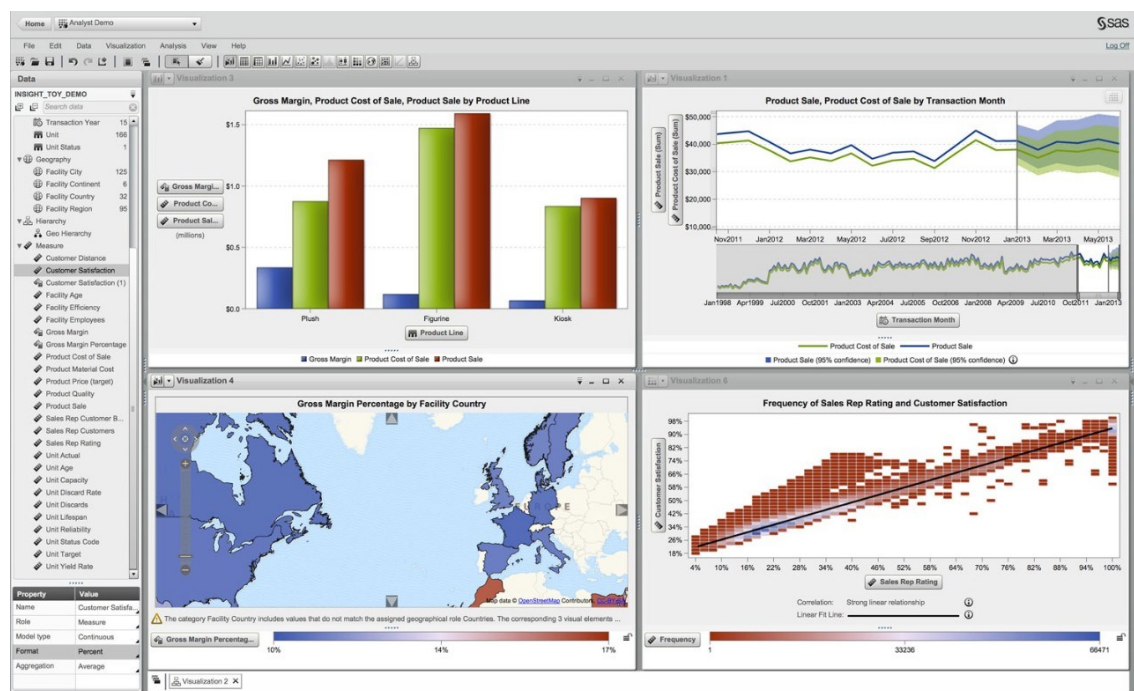 Home
Analyst Demo
sas
File Edit Data Visualization Analysis View Help
Log Off
Data
INSIGHT_TOY_DEMO
Search data
Transaction Year 15
Unit 166
Unit Status 1
Geography
Facility City 125
Facility Continent 6
Facility Country 32
Facility Region 95
Hierarchy
Geo Hierarchy
Measure
Customer Distance
Customer Satisfaction
Customer Satisfaction (1)
Facility Age
Facility Efficiency
Facility Employees
Gross Margin
Gross Margin Percentage
Product Cost of Sale
Product Material Cost
Product Price (target)
Product Quality
Product Sale
Sales Rep Customer B...
Sales Rep Customers
Sales Rep Rating
Unit Actual
Unit Age
Unit Capacity
Unit Discard Rate
Unit Discards
Unit Lifespan
Unit Reliability
Unit Status Code
Unit Target
Unit Yield Rate
Property Value
Name Customer Satisfa...
Role Measure
Model type Continuous
Format Percent
Aggregation Average
Visualization 3
Gross Margin, Product Cost of Sale, Product Sale by Product Line
$1.5
$1.0
$0.5
$0.0
Gross Margi...
Product Co...
Product Sal...
(millions)
Plush Figurine Kiosk
Product Line
Gross Margin Product Cost of Sale Product Sale
Visualization 1
Product Sale, Product Cost of Sale by Transaction Month
Product Sale (Sum)
Product Cost of Sale (Sum)
$50,000
$40,000
$30,000
$20,000
$10,000
Nov2011 Jan2012 Mar2012 May2012 Jul2012 Sep2012 Nov2012 Jan2013 Mar2013 May2013
Jan1998 Apr1999 Jul2000 Oct2001 Jan2003 Apr2004 Jul2005 Oct2006 Jan2008 Apr2009 Jul2010 Oct2011 Jan2013
Transaction Month
Product Cost of Sale Product Sale
Product Sale (95% confidence) Product Cost of Sale (95% confidence)
Visualization 4
Gross Margin Percentage by Facility Country
EUROPE
Map data © OpenStreetMap Contributors, CC-BY-SA
The category Facility Country includes values that do not match the assigned geographical role Countries. The corresponding 3 visual elements ...
Gross Margin Percentag...
10% 14% 17%
Visualization 6
Frequency of Sales Rep Rating and Customer Satisfaction
Customer Satisfaction
98%
90%
82%
74%
66%
58%
50%
42%
34%
26%
18%
4% 10% 16% 22% 28% 34% 40% 46% 52% 58% 64% 70% 76% 82% 88% 94% 100%
Sales Rep Rating
Correlation: Strong linear relationship
Linear Fit Line:
Frequency
1 33236 66471
Visualization 2